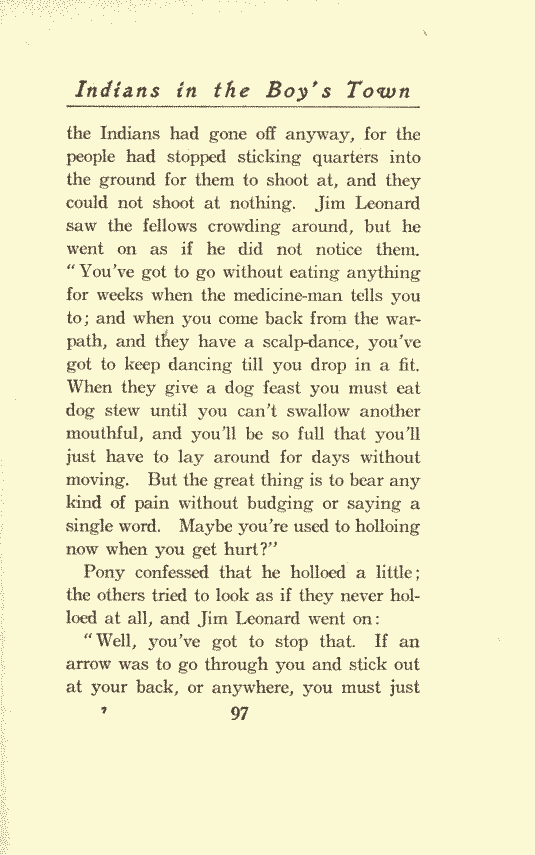 Indians in the Boy's Town
the Indians had gone off anyway, for the
people had stopped sticking quarters into
the ground for them to shoot at, and they
could not shoot at nothing. Jim Leonard
saw the fellows crowding around, but he
went on as if he did not notice them.
"You've got to go without eating anything
for weeks when the medicine-man tells you
to; and when you come back from the war-
path, and they have a scalp-dance, you've
got to keep dancing till you drop in a fit.
When they give a dog feast you must eat
dog stew until you can't swallow another
mouthful, and you'll be so full that you'll
just have to lay around for days without
moving. But the great thing is to bear any
kind of pain without budging or saying a
single word. Maybe you're used to holloing
now when you get hurt?"
Pony confessed that he holloed a little;
the others tried to look as if they never hol-
loed at all, and Jim Leonard went on:
"Well, you've got to stop that. If an
arrow was to go through you and stick out
at your back, or anywhere, you must just
7 97